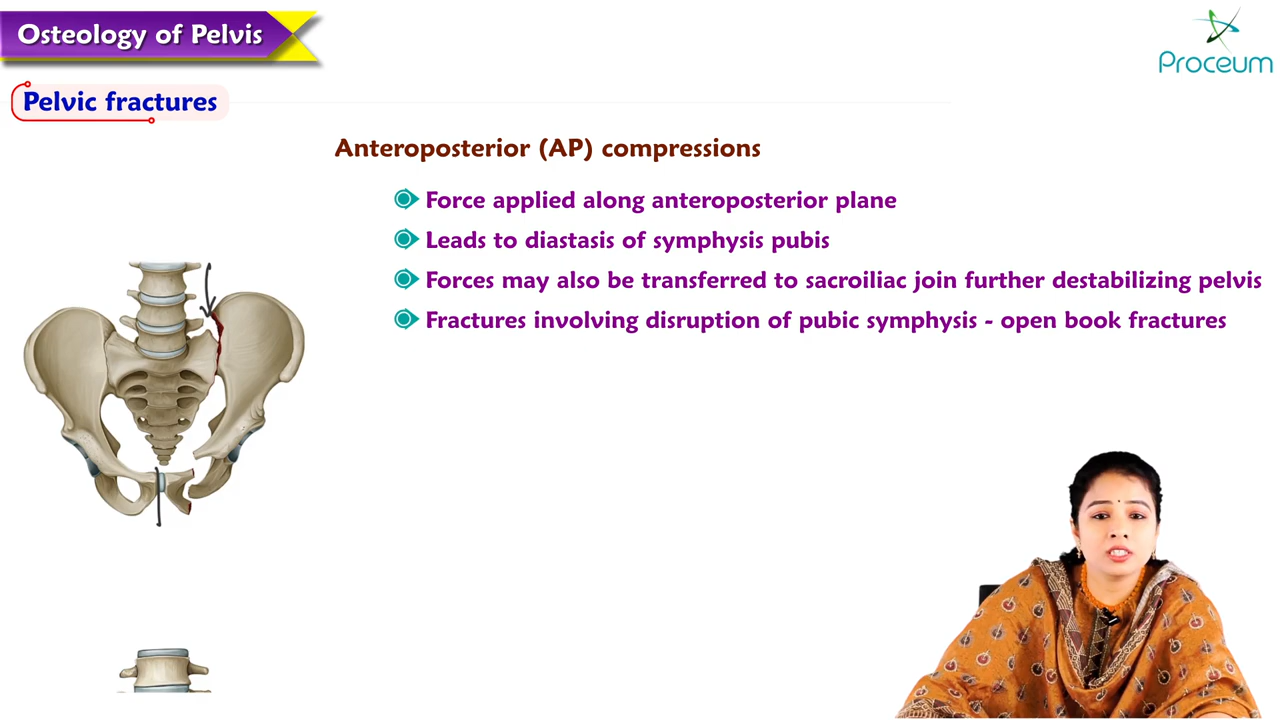 Osteology of Pelvis
Proceum
Pelvic fractures
Anteroposterior (AP) compressions
Force applied along anteroposterior plane
Leads to diastasis of symphysis pubis
Forces may also be transferred to sacroiliac join further destabilizing pelvis
Fractures involving disruption of pubic symphysis - open book fractures